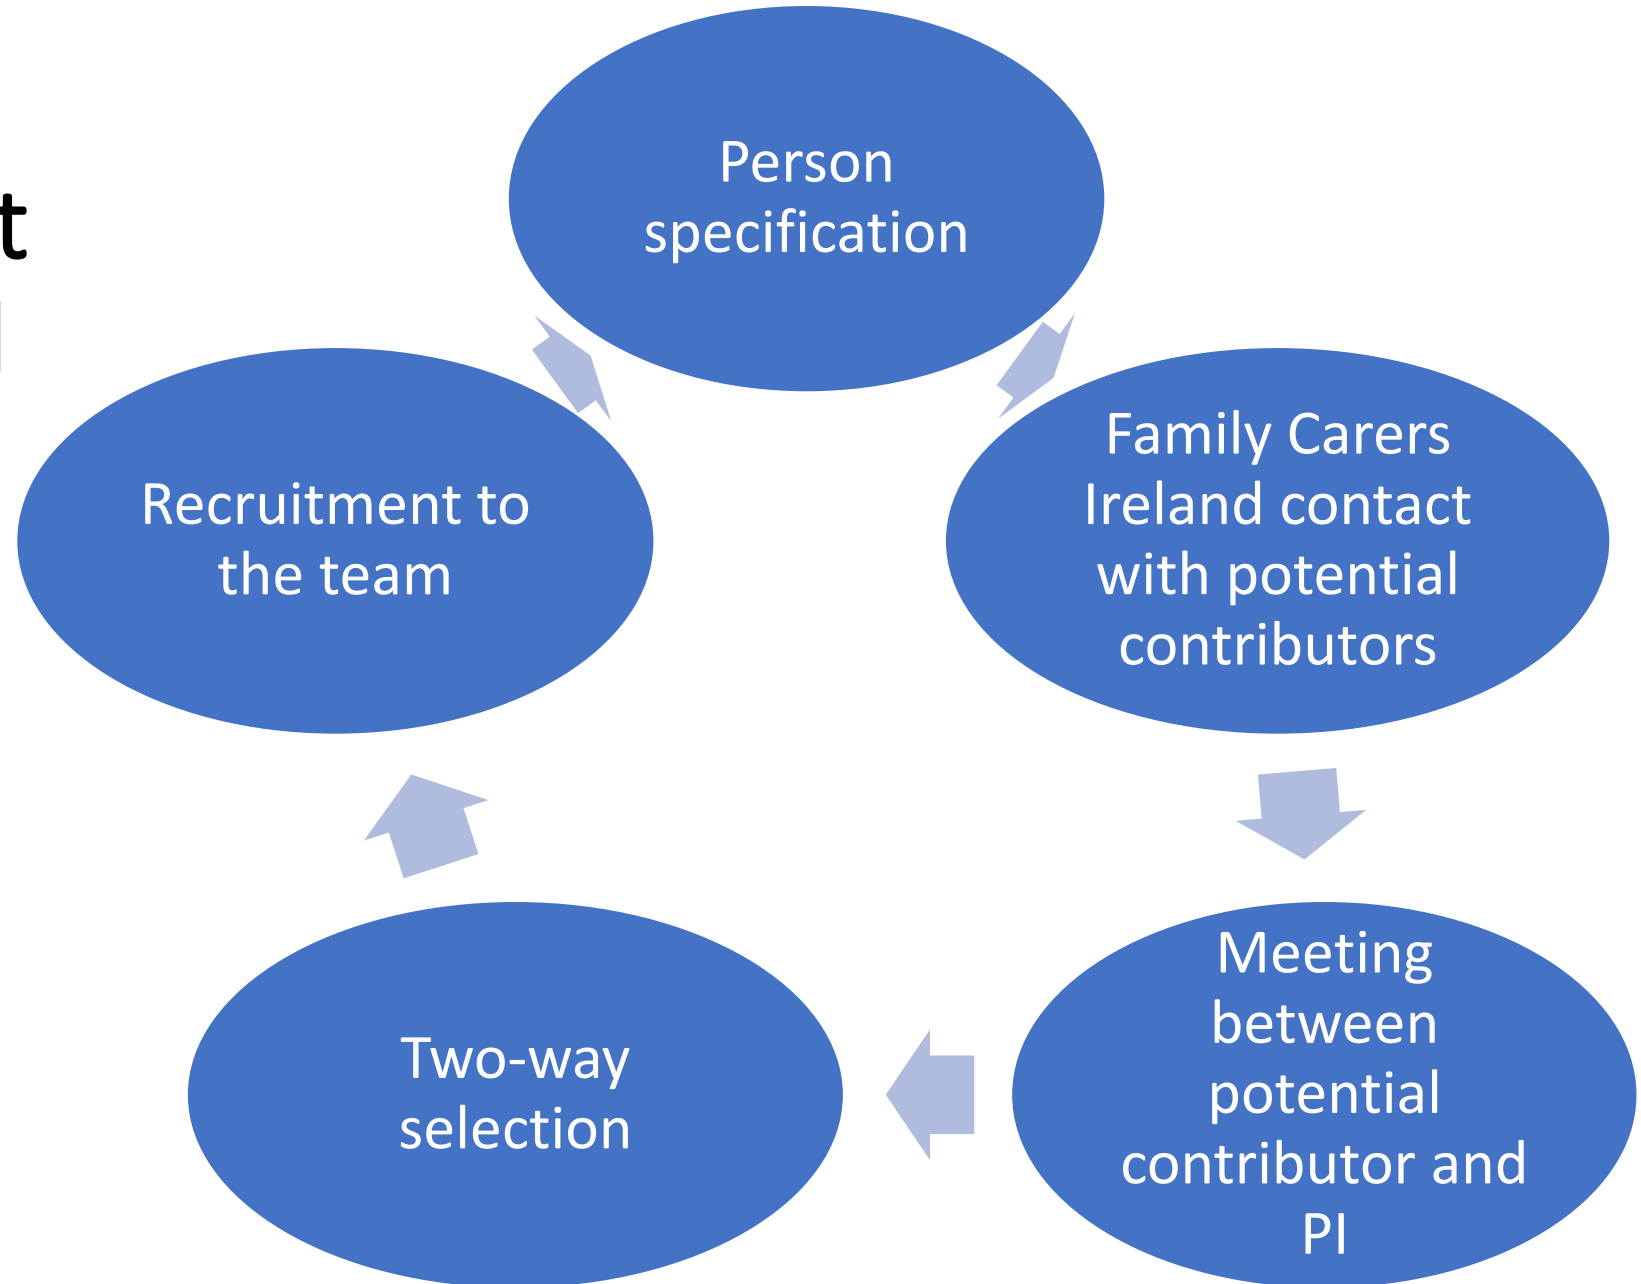 Person
specification
Family Carers
Ireland contact
with potential
contributors
Meeting
between
potential
contributor and
PI
Two-way
selection
Recruitment to
the team
t